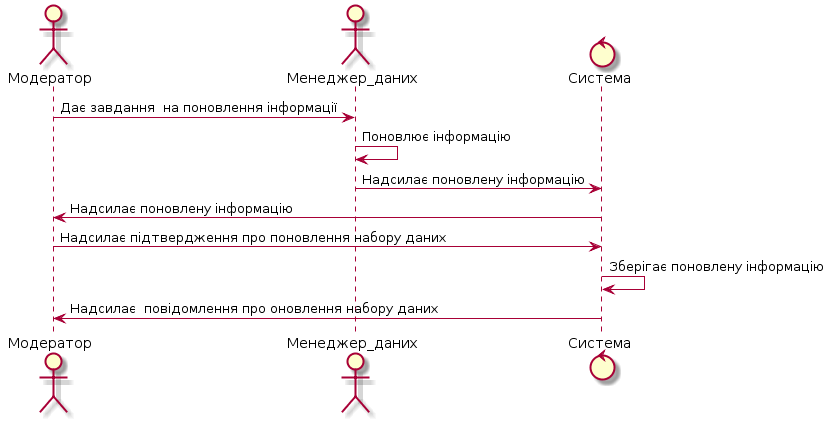 Модератор Менеджер_даних Система
Дає завдання  на поновлення інформації
Поновлює інформацію
Надсилає поновлену інформацію
Надсилає поновлену інформацію
Надсилає підтвердження про поновлення набору даних
Зберігає поновлену інформацію
Надсилає  повідомлення про оновлення набору даних
Модератор Менеджер_даних Система